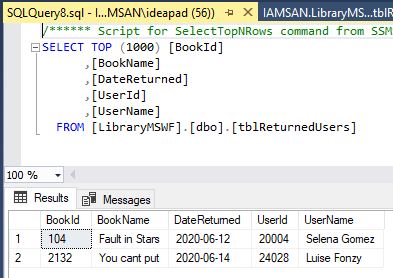 SQLQuery8.sql - I...MSAN\ideapad (56))
IAMSAN.LibraryMS...tblR
/****** Script for SelectTopNRows command from SSM
SELECT TOP (1000) [BookId]
,[BookName]
,[DateReturned]
,[UserId]
,[UserName]
FROM [LibraryMSWF].[dbo].[tblReturnedUsers]
100 %
Results Messages
BookId BookName DateReturned UserId UserName
1 104 Fault in Stars 2020-06-12 20004 Selena Gomez
2 2132 You cant put 2020-06-14 24028 Luise Fonzy